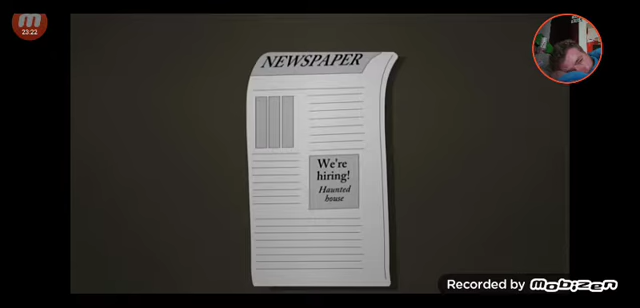 23:22
NEWSPAPER
We're
hiring!
Haunted
house
Recorded by mobizen